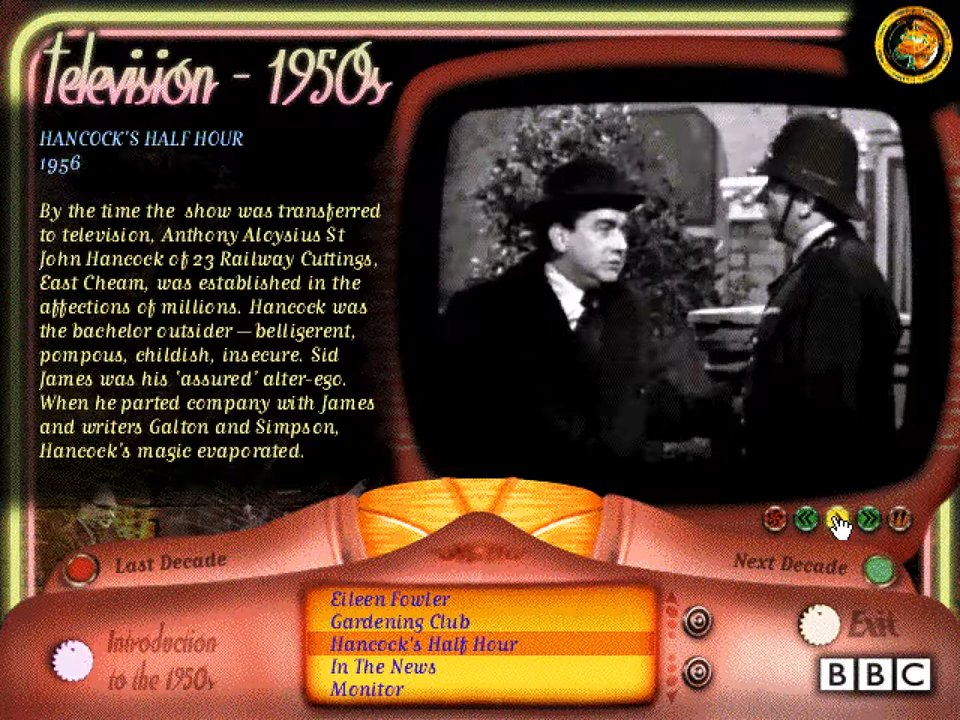 Television - 1950s
HANCOCK'S HALF HOUR
1956
By the time the show was transferred
to television, Anthony Aloysius St
John Hancock of 23 Railway Cuttings,
East Cheam, was established in the
affections of millions. Hancock was
the bachelor outsider – belligerent,
pompous, childish, insecure. Sid
James was his 'assured' alter-ego.
When he parted company with James
and writers Galton and Simpson,
Hancock's magic evaporated.
Last Decade
Next Decade
Introduction
to the 1950s
Eileen Fowler
Gardening Club
Hancock's Half Hour
In The News
Monitor
Exit
BBC